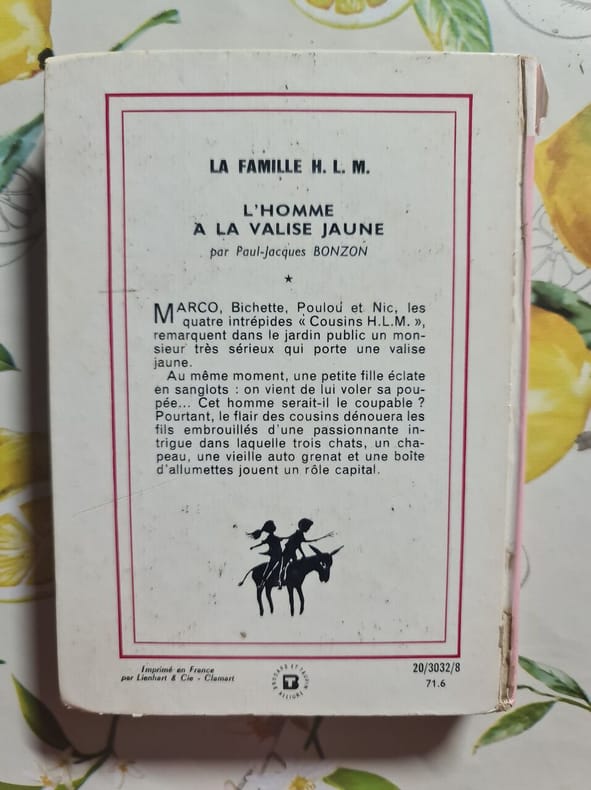 LA FAMILLE H. L. M.
L'HOMME
A LA VALISE JAUNE
par Paul-Jacques BONZON
★
MARCO, Bichette, Poulou et Nic, les
quatre intrépides « Cousins H.L.M. »,
remarquent dans le jardin public un mon-
sieur très sérieux qui porte une valise
jaune.
Au même moment, une petite fille éclate
en sanglots : on vient de lui voler sa pou-
pée... Cet homme serait-il le coupable ?
Pourtant, le flair des cousins dénouera les
fils embrouillés d'une passionnante in-
trigue dans laquelle trois chats, un cha-
peau, une vieille auto grenat et une boîte
d'allumettes jouent un rôle capital.
Imprimé en France
par Lienhart & Cie - Clamart
BRODARD ET TAUPIN
RELIURE
20/3032/8
71.6